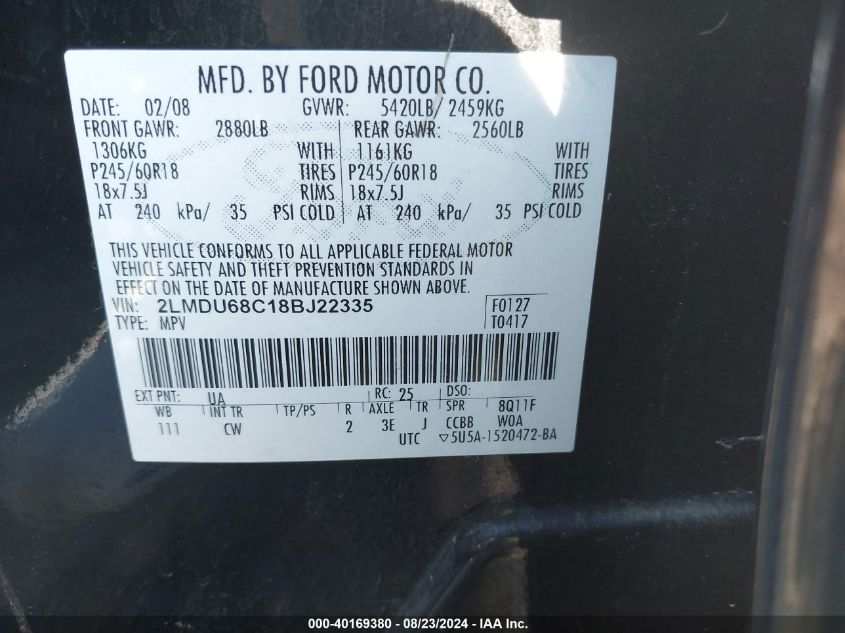 MFD. BY FORD MOTOR CO.
DATE: 02/08 GVWR: 5420LB/ 2459KG
FRONT GAWR: 2880LB REAR GAWR: 2560LB
1306KG WITH 1161KG WITH
P245/60R18 TIRES P245/60R18 TIRES
18x7.5J RIMS 18x7.5J RIMS
AT 240 kPa/ 35 PSI COLD AT 240 kPa/ 35 PSI COLD
THIS VEHICLE CONFORMS TO ALL APPLICABLE FEDERAL MOTOR
VEHICLE SAFETY AND THEFT PREVENTION STANDARDS IN
EFFECT ON THE DATE OF MANUFACTURE SHOWN ABOVE.
VIN: 2LMDU68C18BJ22335 F0127
TYPE: MPV T0417
EXT PNT: UA RC: 25 DSO:
WB INT TR TP/PS R AXLE TR SPR 8Q11F
111 CW 2 3E J CCBB W0A
UTC ▽5U5A-1520472-BA
000-40169380 / 08/23/2024 - IAA Inc.